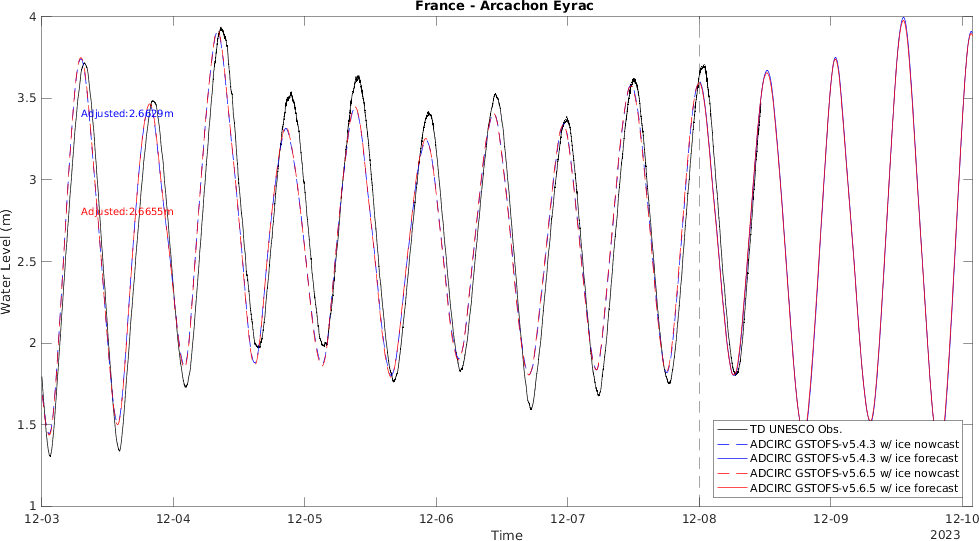 France - Arcachon Eyrac
Water Level (m)
4
3.5
3
2.5
2
1.5
1
Adjusted:2.6629m
Adjusted:2.5655m
TD UNESCO Obs.
ADCIRC GSTOFS-v5.4.3 w/ ice nowcast
ADCIRC GSTOFS-v5.4.3 w/ ice forecast
ADCIRC GSTOFS-v5.6.5 w/ ice nowcast
ADCIRC GSTOFS-v5.6.5 w/ ice forecast
12-03 12-04 12-05 12-06 12-07 12-08 12-09 12-10
Time
2023